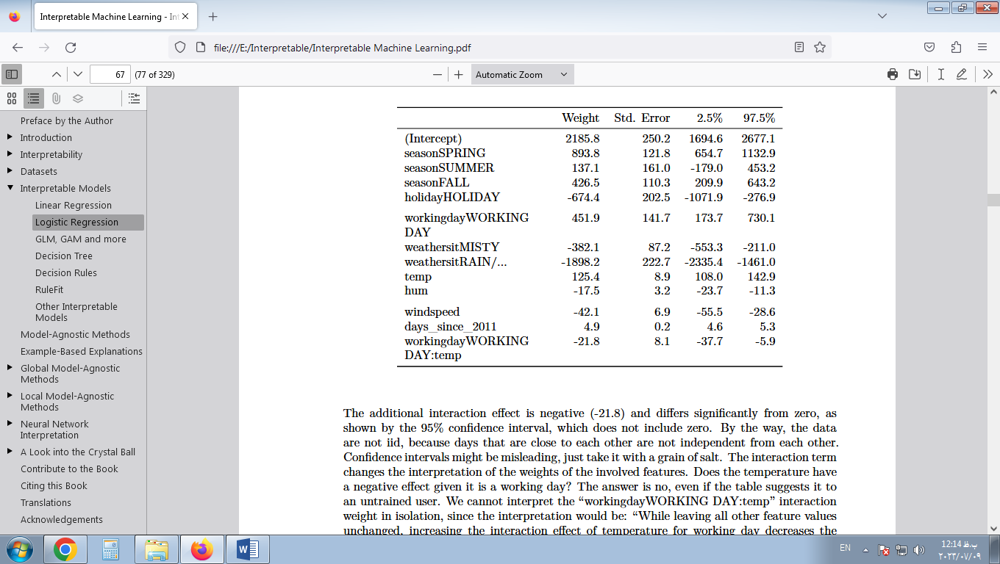 Interpretable Machine Learning - Int
file:///E:/Interpretable/Interpretable Machine Learning.pdf
67 (77 of 329) Automatic Zoom
Preface by the Author
Introduction
Interpretability
Datasets
Interpretable Models
Linear Regression
Logistic Regression
GLM, GAM and more
Decision Tree
Decision Rules
RuleFit
Other Interpretable
Models
Model-Agnostic Methods
Example-Based Explanations
Global Model-Agnostic
Methods
Local Model-Agnostic
Methods
Neural Network
Interpretation
A Look into the Crystal Ball
Contribute to the Book
Citing this Book
Translations
Acknowledgements
Weight Std. Error 2.5% 97.5%
(Intercept) 2185.8 250.2 1694.6 2677.1
seasonSPRING 893.8 121.8 654.7 1132.9
seasonSUMMER 137.1 161.0 -179.0 453.2
seasonFALL 426.5 110.3 209.9 643.2
holidayHOLIDAY -674.4 202.5 -1071.9 -276.9
workingdayWORKING 451.9 141.7 173.7 730.1
DAY
weathersitMISTY -382.1 87.2 -553.3 -211.0
weathersitRAIN/... -1898.2 222.7 -2335.4 -1461.0
temp 125.4 8.9 108.0 142.9
hum -17.5 3.2 -23.7 -11.3
windspeed -42.1 6.9 -55.5 -28.6
days_since_2011 4.9 0.2 4.6 5.3
workingdayWORKING -21.8 8.1 -37.7 -5.9
DAY:temp
The additional interaction effect is negative (-21.8) and differs significantly from zero, as
shown by the 95% confidence interval, which does not include zero. By the way, the data
are not iid, because days that are close to each other are not independent from each other.
Confidence intervals might be misleading, just take it with a grain of salt. The interaction term
changes the interpretation of the weights of the involved features. Does the temperature have
a negative effect given it is a working day? The answer is no, even if the table suggests it to
an untrained user. We cannot interpret the “workingdayWORKING DAY:temp” interaction
weight in isolation, since the interpretation would be: “While leaving all other feature values
unchanged, increasing the interaction effect of temperature for working day decreases the
W
EN
12:14 ب.ظ
۲۰۲۳/۰۷/۰۹